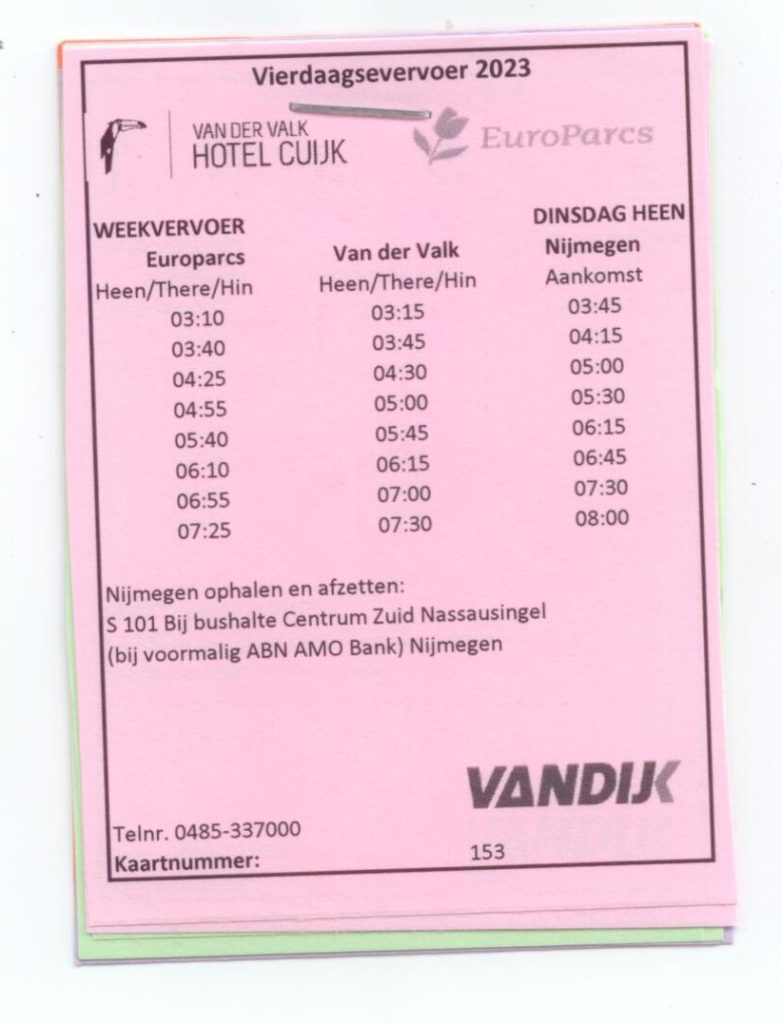 Vierdaagsevervoer 2023
VAN DER VALK
HOTEL CUIJK
EuroParcs
WEEKVERVOER DINSDAG HEEN
Europarcs Van der Valk Nijmegen
Heen/There/Hin Heen/There/Hin Aankomst
03:10 03:15 03:45
03:40 03:45 04:15
04:25 04:30 05:00
04:55 05:00 05:30
05:40 05:45 06:15
06:10 06:15 06:45
06:55 07:00 07:30
07:25 07:30 08:00
Nijmegen ophalen en afzetten:
S 101 Bij bushalte Centrum Zuid Nassausingel
(bij voormalig ABN AMO Bank) Nijmegen
VANDIJK
Telnr. 0485-337000
Kaartnummer: 153